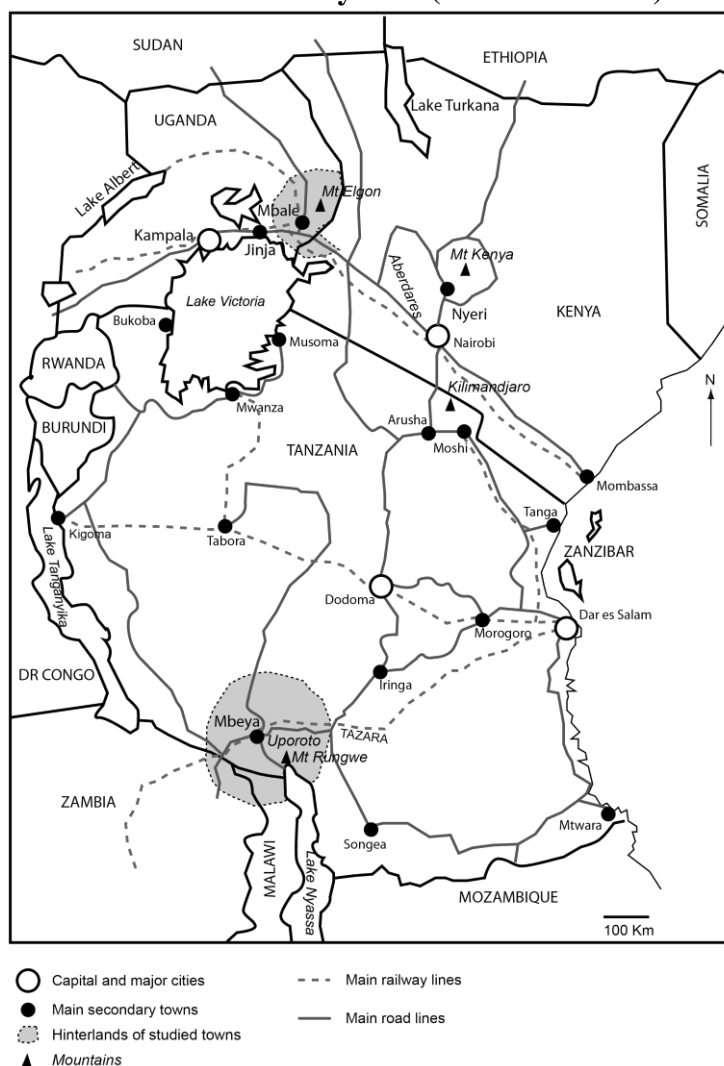 SUDAN
ETHIOPIA
Lake Turkana
UGANDA
SOMALIA
Lake Albert
Mt Elgon
Mbale
Kampala
Jinja
Mt Kenya
Aberdares
Lake Victoria
Nyeri
KENYA
Bukoba
Musoma
Nairobi
RWANDA
N
Kilimandjaro
Mwanza
BURUNDI
Arusha
Moshi
TANZANIA
Mombassa
Tanga
Kigoma
Tabora
ZANZIBAR
Lake Tanganyika
Dodoma
Dar es Salam
Morogoro
DR CONGO
Iringa
Mbeya
TAZARA
Uporoto
Mt Rungwe
ZAMBIA
Mtwara
Songea
MALAWI
Lake Nyassa
MOZAMBIQUE
100 Km
Capital and major cities
Main railway lines
Main secondary towns
Main road lines
Hinterlands of studied towns
Mountains